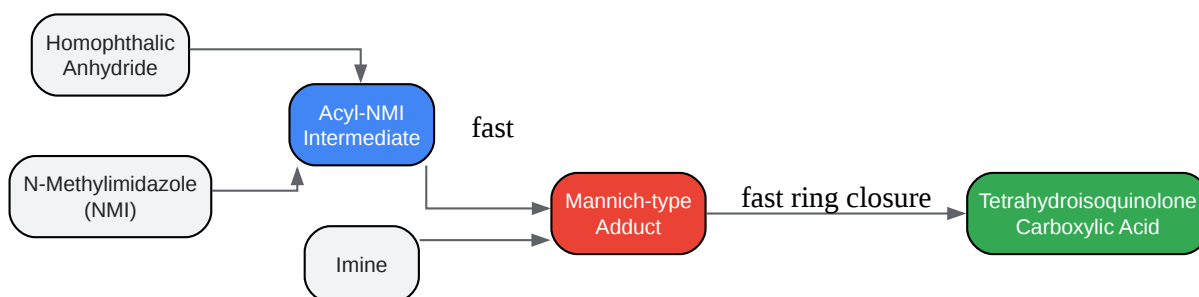 Homophthalic
Anhydride
Acyl-NMI
Intermediate
fast
N-Methylimidazole
(NMI)
Mannich-type
Adduct
fast ring closure
Tetrahydroisoquinolone
Carboxylic Acid
Imine